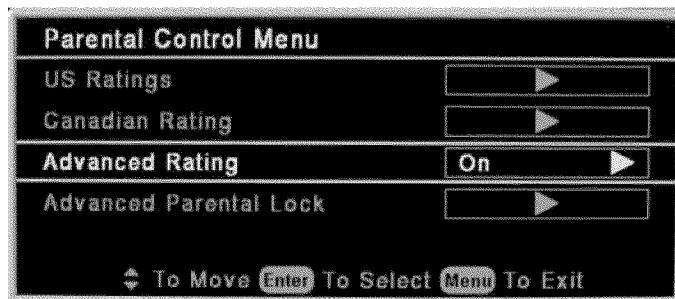 Parental Control Menu
US Ratings
Canadian Rating
Advanced Rating On
Advanced Parental Lock
To Move Enter To Select Menu To Exit